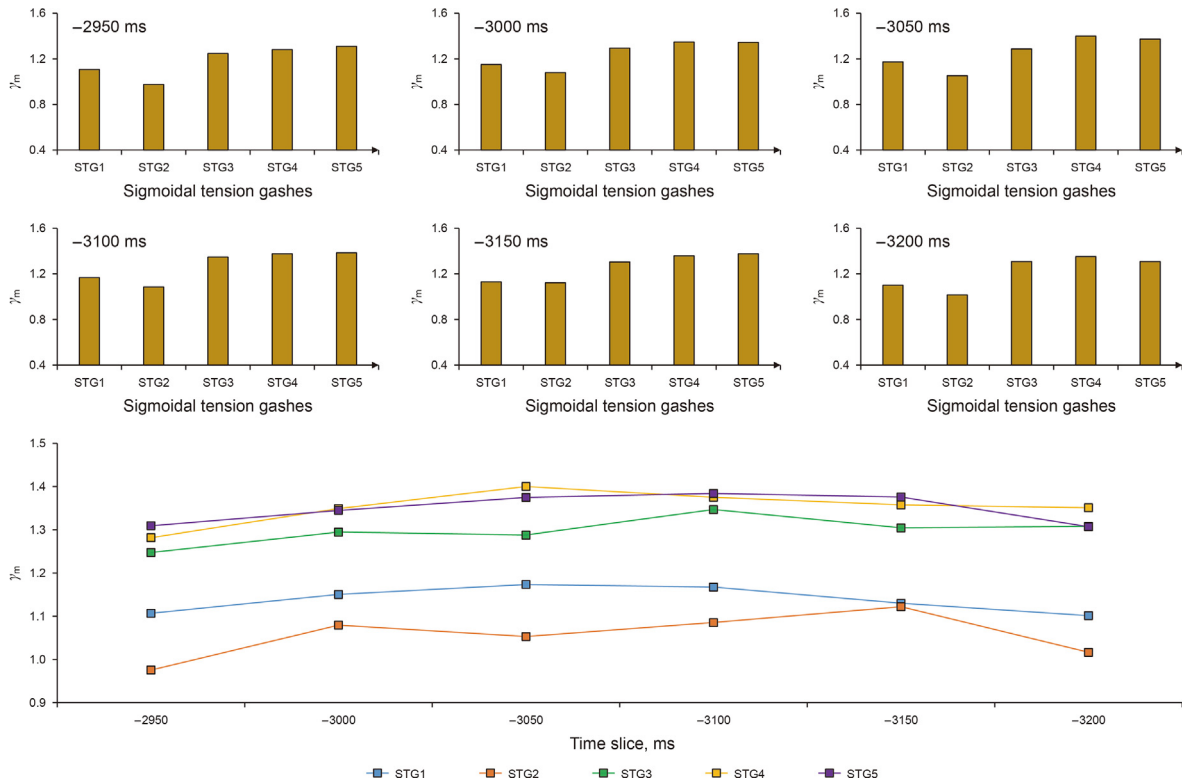 −2950 ms
1.6
1.2
0.8
0.4
γm
STG1 STG2 STG3 STG4 STG5
Sigmoidal tension gashes
−3000 ms
1.6
1.2
0.8
0.4
γm
STG1 STG2 STG3 STG4 STG5
Sigmoidal tension gashes
−3050 ms
1.6
1.2
0.8
0.4
γm
STG1 STG2 STG3 STG4 STG5
Sigmoidal tension gashes
−3100 ms
1.6
1.2
0.8
0.4
γm
STG1 STG2 STG3 STG4 STG5
Sigmoidal tension gashes
−3150 ms
1.6
1.2
0.8
0.4
γm
STG1 STG2 STG3 STG4 STG5
Sigmoidal tension gashes
−3200 ms
1.6
1.2
0.8
0.4
γm
STG1 STG2 STG3 STG4 STG5
Sigmoidal tension gashes
1.5
1.4
1.3
1.2
1.1
1.0
0.9
γm
−2950 −3000 −3050 −3100 −3150 −3200
Time slice, ms
STG1 STG2 STG3 STG4 STG5